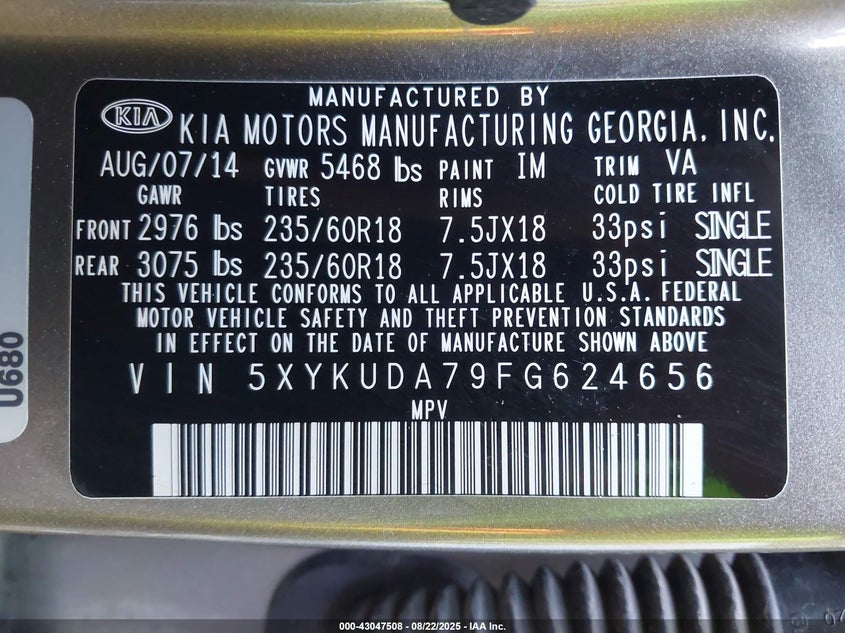 MANUFACTURED BY
KIA KIA MOTORS MANUFACTURING GEORGIA, INC.
AUG/07/14 GVWR 5468 lbs PAINT IM TRIM VA
GAWR TIRES RIMS COLD TIRE INFL
FRONT 2976 lbs 235/60R18 7.5JX18 33psi SINGLE
REAR 3075 lbs 235/60R18 7.5JX18 33psi SINGLE
THIS VEHICLE CONFORMS TO ALL APPLICABLE U.S.A. FEDERAL
MOTOR VEHICLE SAFETY AND THEFT PREVENTION STANDARDS
IN EFFECT ON THE DATE OF MANUFACTURE SHOWN ABOVE
VIN 5XYKUDA79FG624656
MPV
U680
000-43047508 - 08/22/2025 - IAA Inc.